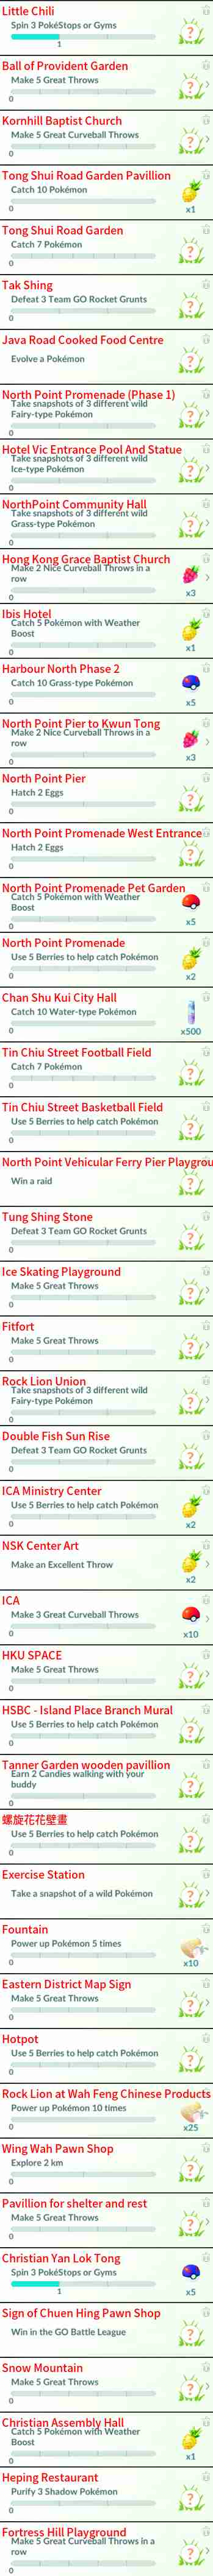 Little Chili
Spin 3 PokéStops or Gyms
1
Ball of Provident Garden
Make 5 Great Throws
0
Kornhill Baptist Church
Make 5 Great Curveball Throws
0
Tong Shui Road Garden Pavillion
Catch 10 Pokémon
0
x1
Tong Shui Road Garden
Catch 7 Pokémon
0
Tak Shing
Defeat 3 Team GO Rocket Grunts
0
Java Road Cooked Food Centre
Evolve a Pokémon
North Point Promenade (Phase 1)
Take snapshots of 3 different wild
Fairy-type Pokémon
0
Hotel Vic Entrance Pool And Statue
Take snapshots of 3 different wild
Ice-type Pokémon
0
NorthPoint Community Hall
Take snapshots of 3 different wild
Grass-type Pokémon
0
Hong Kong Grace Baptist Church
Make 2 Nice Curveball Throws in a
row
0
x3
Ibis Hotel
Catch 5 Pokémon with Weather
Boost
0
x1
Harbour North Phase 2
Catch 10 Grass-type Pokémon
0
x5
North Point Pier to Kwun Tong
Make 2 Nice Curveball Throws in a
row
0
x3
North Point Pier
Hatch 2 Eggs
0
North Point Promenade West Entrance
Hatch 2 Eggs
0
North Point Promenade Pet Garden
Catch 5 Pokémon with Weather
Boost
0
x5
North Point Promenade
Use 5 Berries to help catch Pokémon
0
x2
Chan Shu Kui City Hall
Catch 10 Water-type Pokémon
0
x500
Tin Chiu Street Football Field
Catch 7 Pokémon
0
Tin Chiu Street Basketball Field
Use 5 Berries to help catch Pokémon
0
North Point Vehicular Ferry Pier Playgrou
Win a raid
Tung Shing Stone
Defeat 3 Team GO Rocket Grunts
0
Ice Skating Playground
Make 5 Great Throws
0
Fitfort
Make 5 Great Throws
0
Rock Lion Union
Take snapshots of 3 different wild
Fairy-type Pokémon
0
Double Fish Sun Rise
Defeat 3 Team GO Rocket Grunts
0
ICA Ministry Center
Use 5 Berries to help catch Pokémon
0
x2
NSK Center Art
Make an Excellent Throw
x2
ICA
Make 3 Great Curveball Throws
0
x10
HKU SPACE
Make 5 Great Throws
0
HSBC - Island Place Branch Mural
Use 5 Berries to help catch Pokémon
0
Tanner Garden wooden pavillion
Earn 2 Candies walking with your
buddy
0
螺旋花花壁畫
Use 5 Berries to help catch Pokémon
0
Exercise Station
Take a snapshot of a wild Pokémon
Fountain
Power up Pokémon 5 times
0
x10
Eastern District Map Sign
Make 5 Great Throws
0
Hotpot
Use 5 Berries to help catch Pokémon
0
Rock Lion at Wah Feng Chinese Products
Power up Pokémon 10 times
0
x25
Wing Wah Pawn Shop
Explore 2 km
0
Pavillion for shelter and rest
Make 5 Great Throws
0
Christian Yan Lok Tong
Spin 3 PokéStops or Gyms
1
x5
Sign of Chuen Hing Pawn Shop
Win in the GO Battle League
Snow Mountain
Make 5 Great Throws
0
Christian Assembly Hall
Catch 5 Pokémon with Weather
Boost
0
x1
Heping Restaurant
Purify 3 Shadow Pokémon
0
Fortress Hill Playground
Make 5 Great Curveball Throws in a
row
0